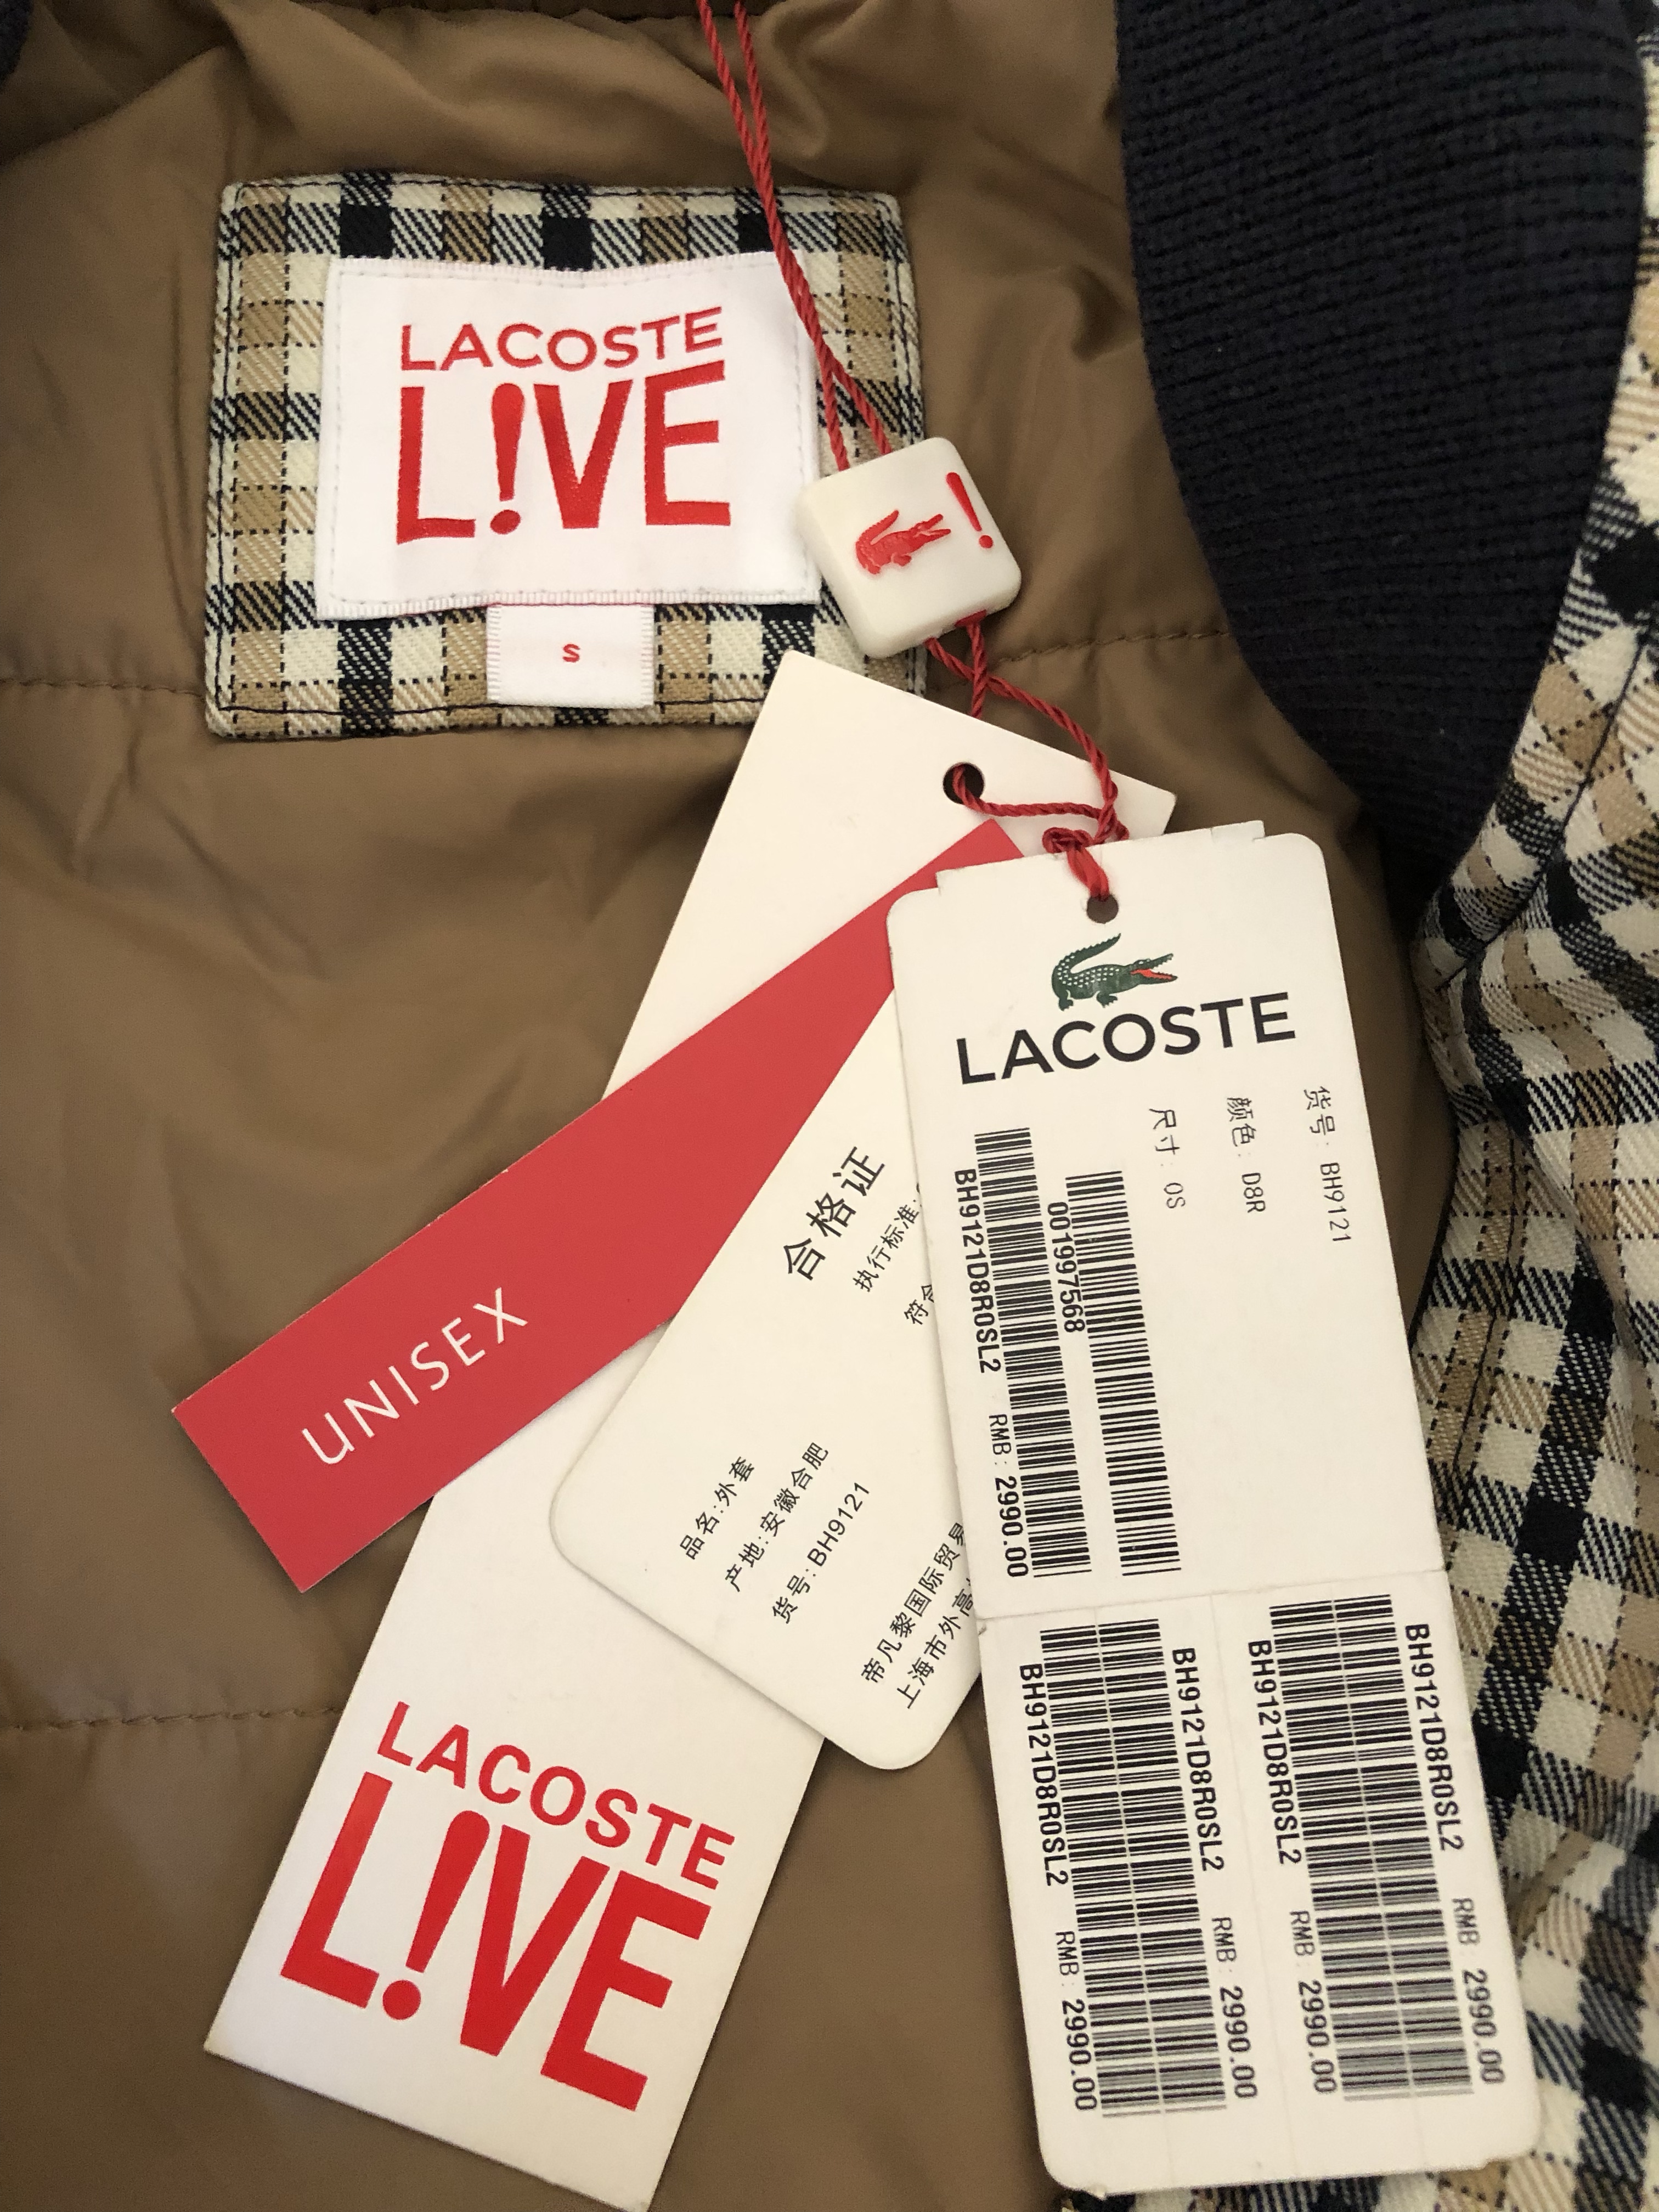 LACOSTE
L!VE
S
!
LACOSTE
货号: BH9121
颜色: D8R
尺寸: 0S
001997568
BH9121D8R0SL2 RMB: 2990.00
BH9121D8R0SL2 RMB: 2990.00
BH9121D8R0SL2 RMB: 2990.00
BH9121D8R0SL2 RMB: 2990.00
BH9121D8R0SL2 RMB: 2990.00
UNISEX
合格证
执行标准:
符合
品名:外套
产地:安徽合肥
货号:BH9121
帝凡黎国际贸易
上海市外高
LACOSTE
L!VE